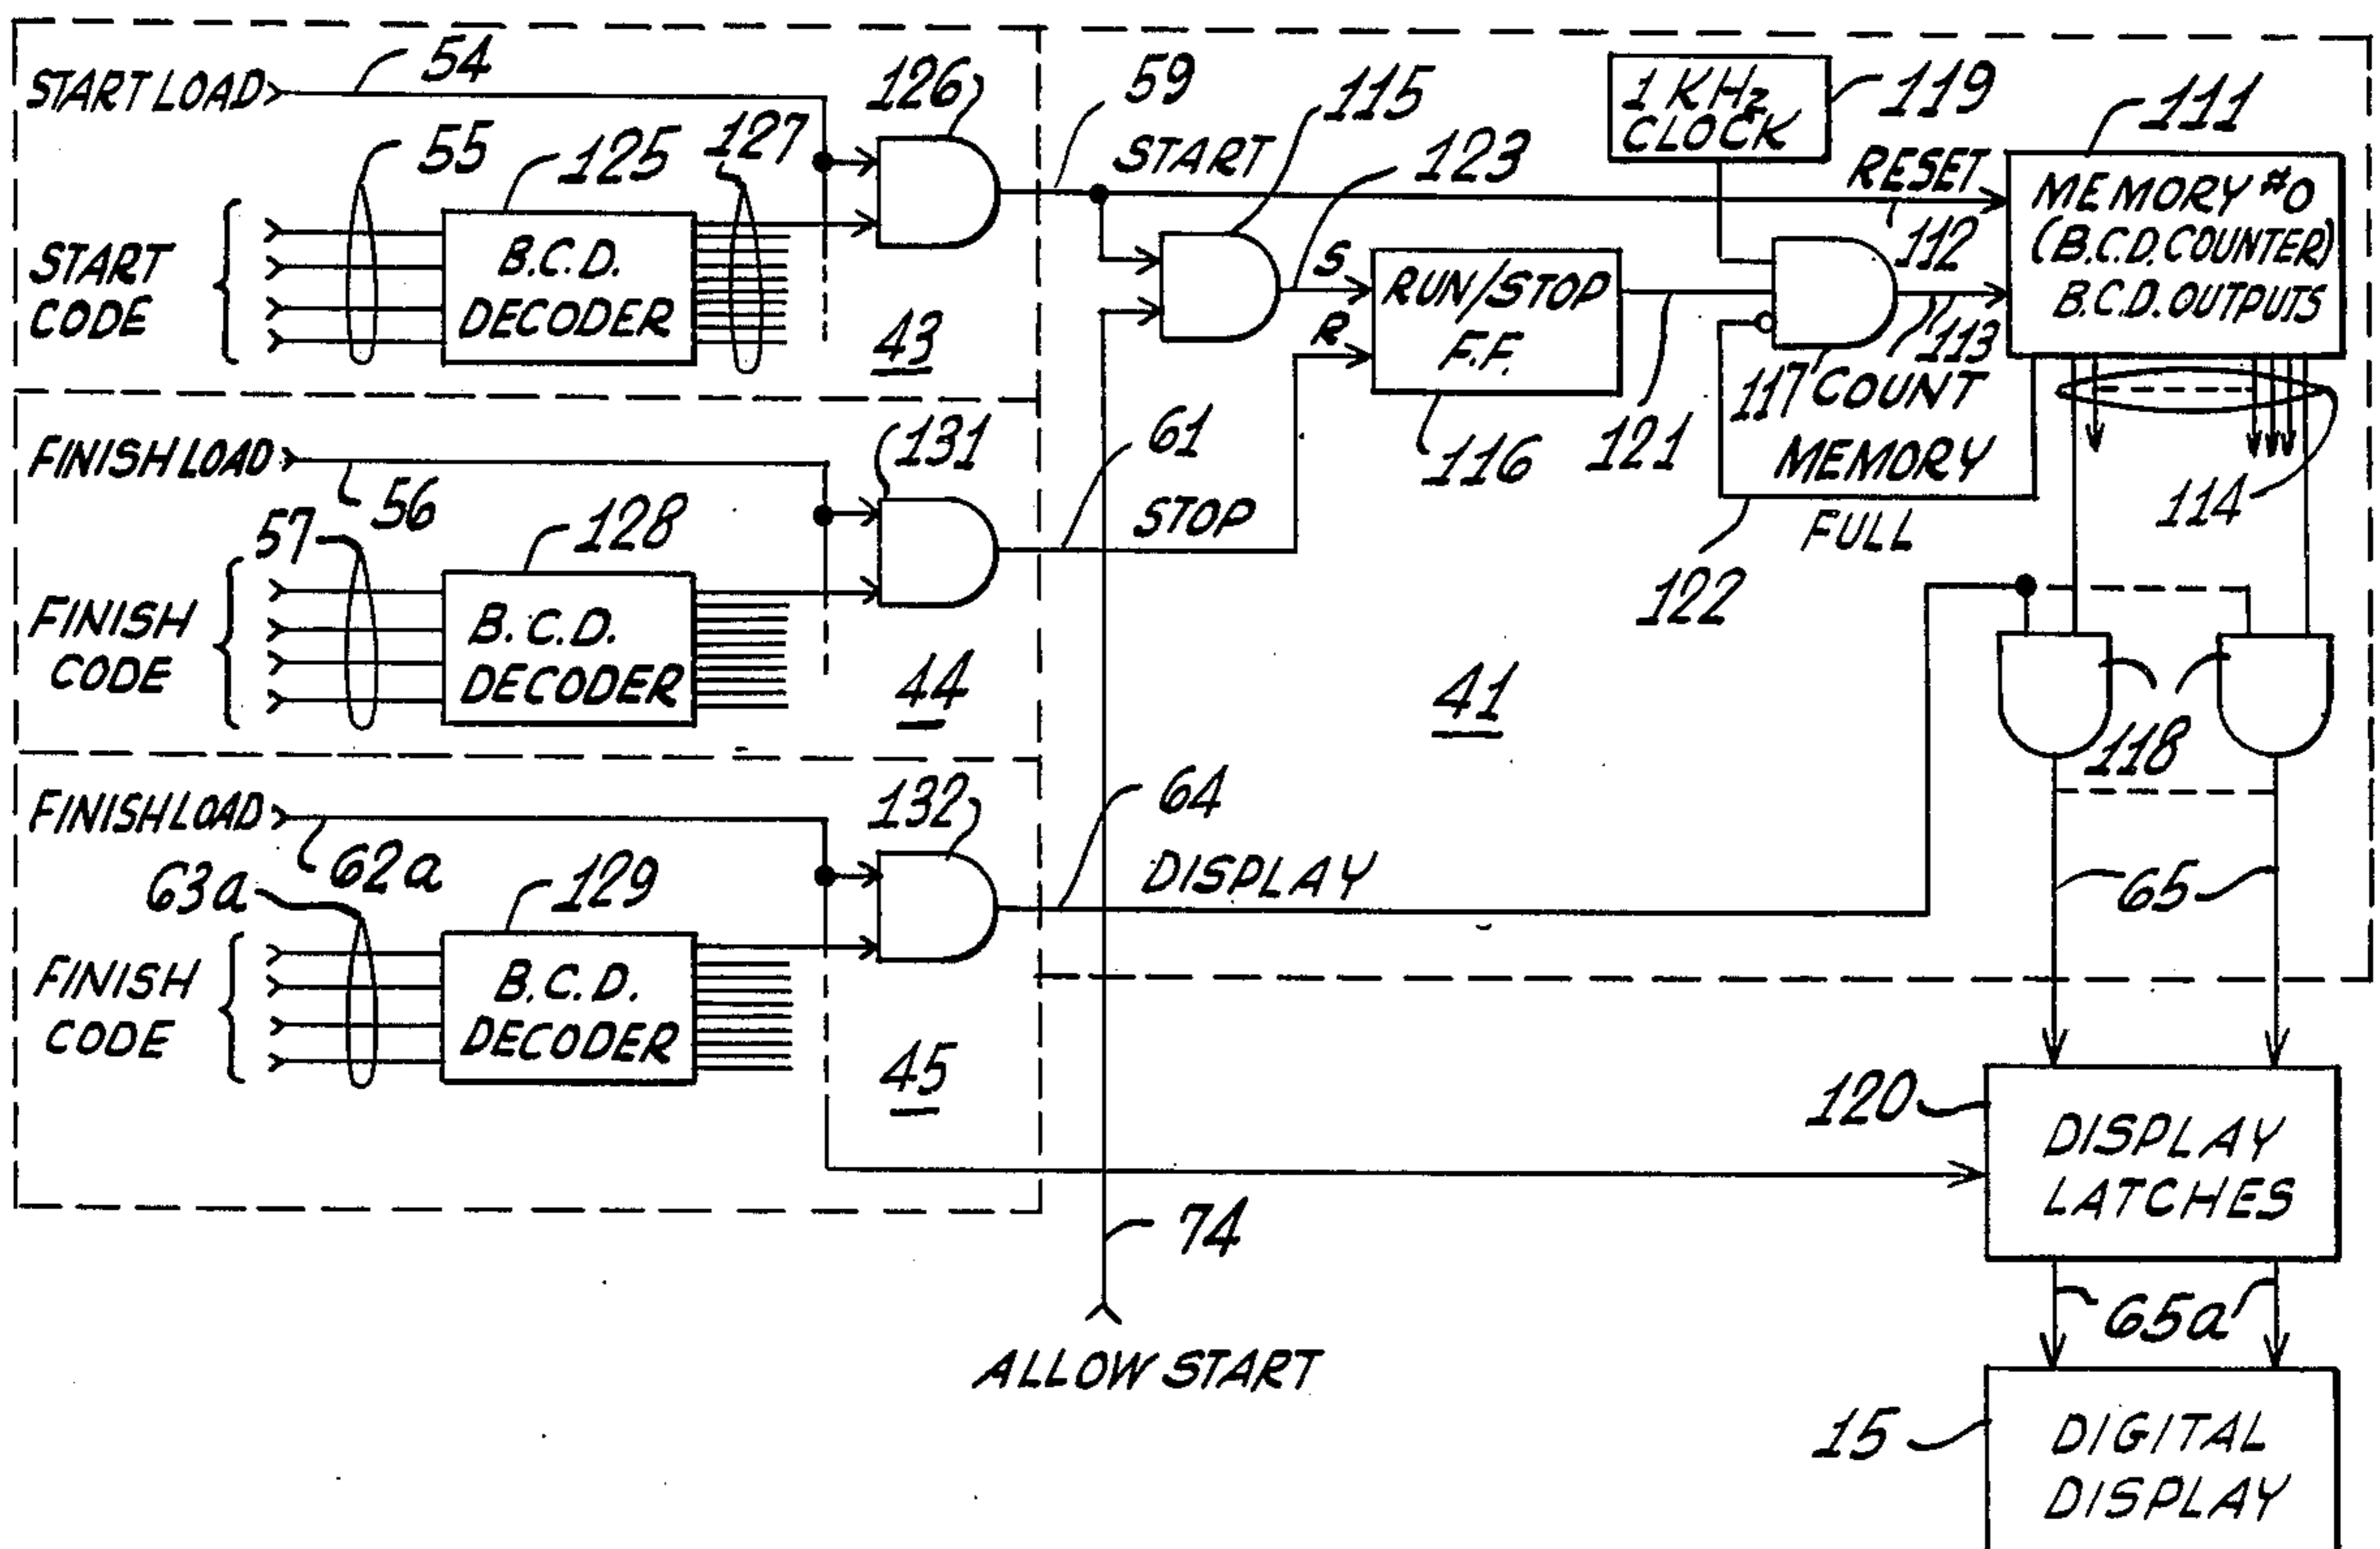 START LOAD
54
126
59
115
1 KHz
CLOCK
119
111
55
125
127
START
123
RESET
112
MEMORY #0
(B.C.D. COUNTER)
B.C.D. OUTPUTS
START
CODE
B.C.D.
DECODER
43
S
R
RUN/STOP
F.F.
116
121
117
COUNT
113
114
MEMORY
FULL
122
FINISH LOAD
56
131
61
STOP
57
128
FINISH
CODE
B.C.D.
DECODER
44
41
118
FINISH LOAD
62a
132
64
DISPLAY
65
63a
129
FINISH
CODE
B.C.D.
DECODER
45
120
DISPLAY
LATCHES
74
65a
ALLOW START
15
DIGITAL
DISPLAY